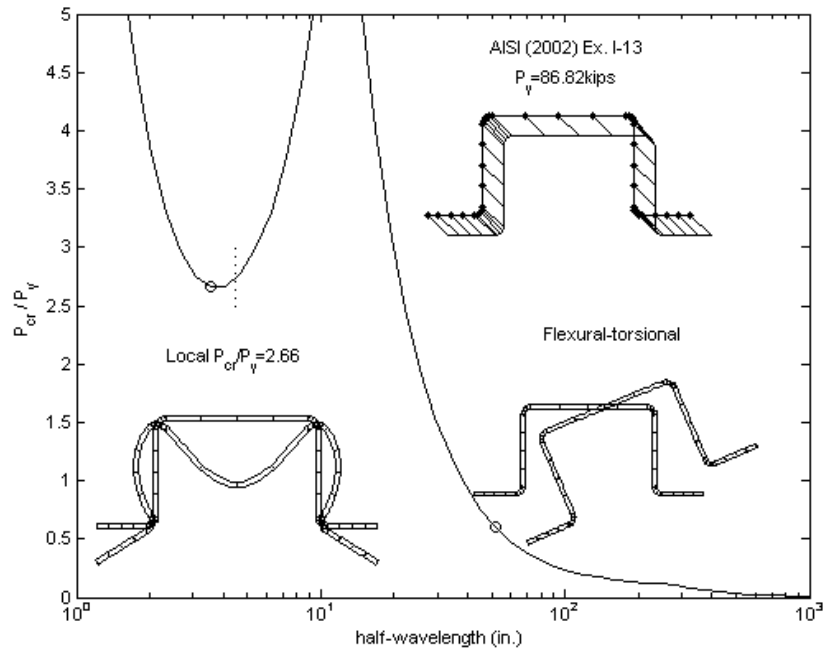 AISI (2002) Ex. I-13
P_y=86.82kips
5
4.5
4
3.5
3
2.5
2
1.5
1
0.5
0
P_cr / P_y
Local P_cr/P_y=2.66
Flexural-torsional
10^0
10^1
10^2
10^3
half-wavelength (in.)